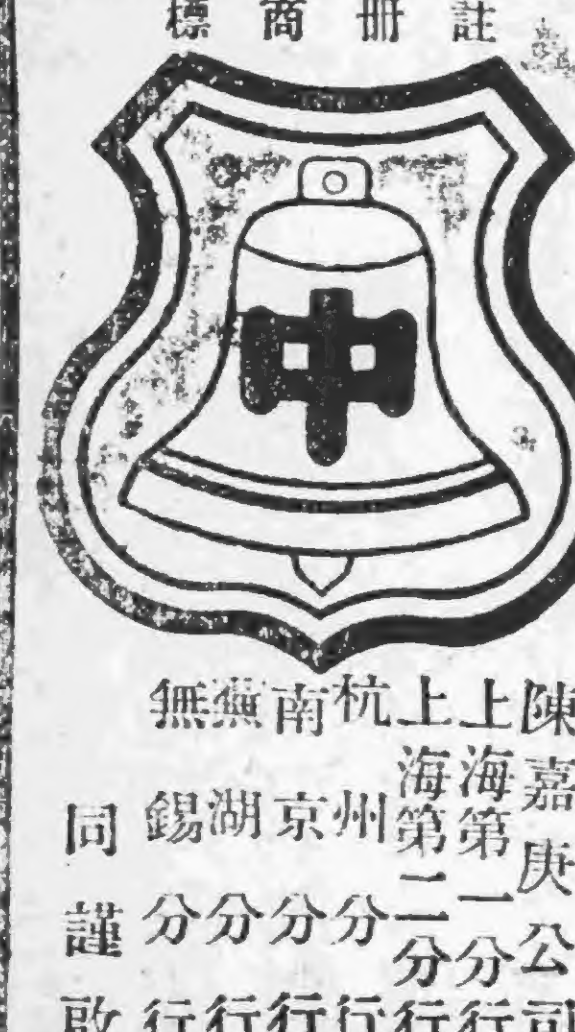 註冊商標
中
陳嘉庚公司
上海第一分行
上海第二分行
杭州分行
南京分行
蕪湖分行
無錫分行
同謹啟